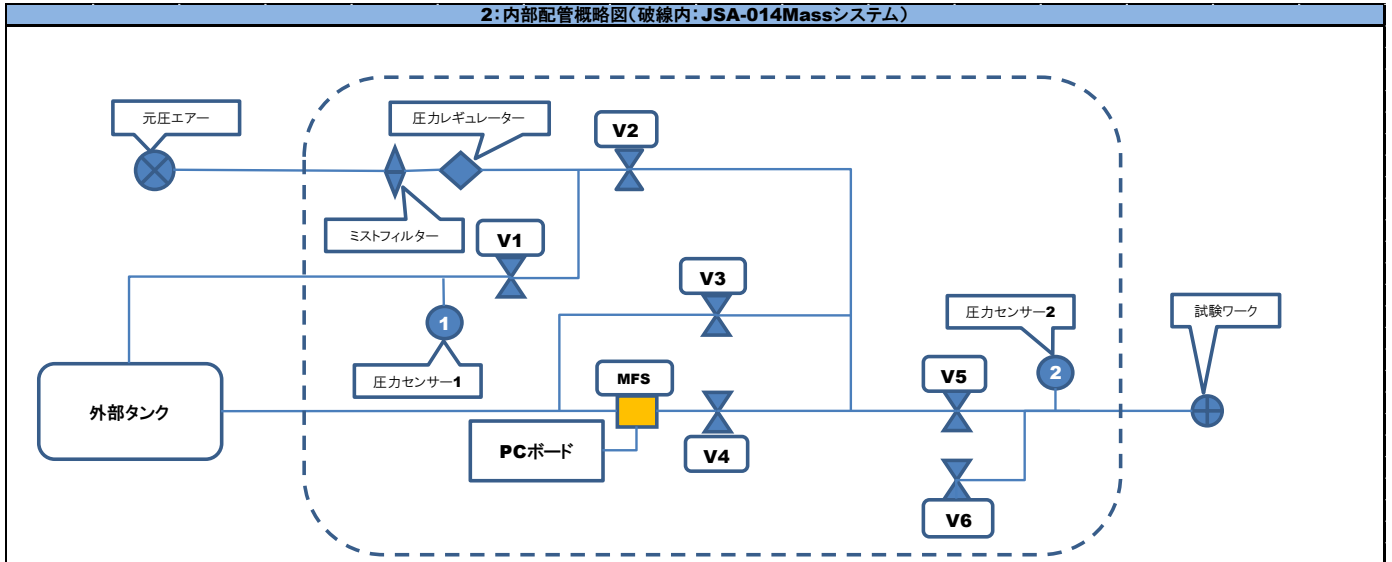 2:内部配管概略図(破線内:JSA-014Massシステム)
元圧エアー
圧力レギュレーター
V2
ミストフィルター
V1
V3
1
圧力センサー1
圧力センサー2
試験ワーク
2
外部タンク
MFS
V5
PCボード
V4
V6